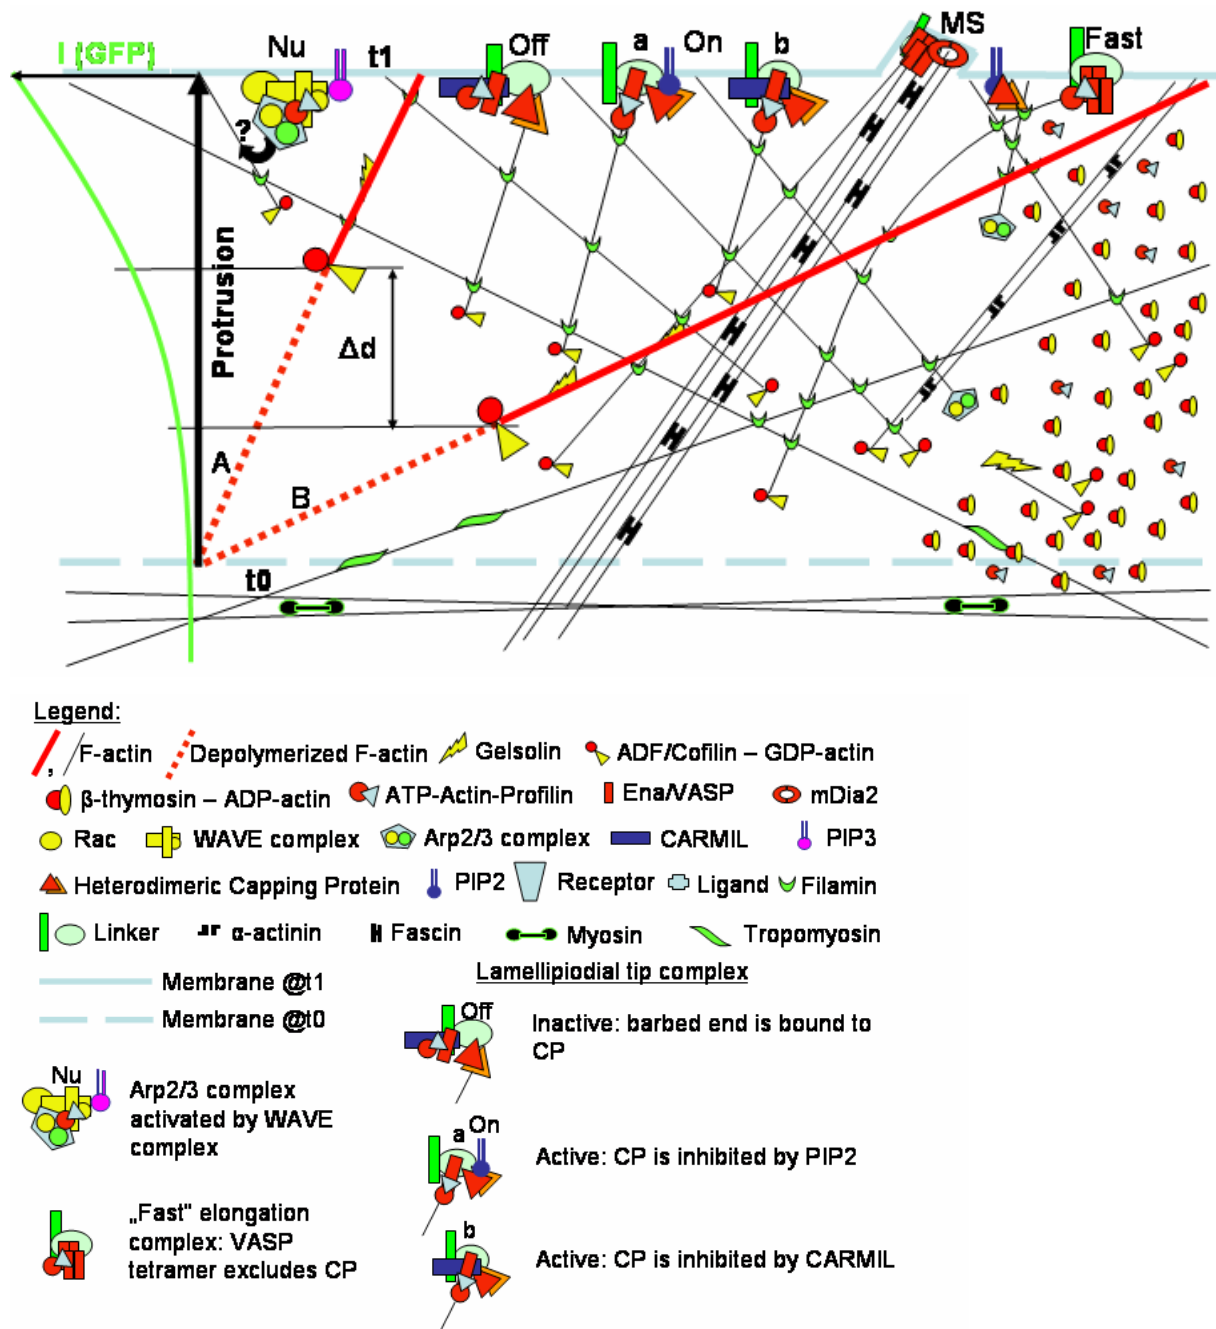 I (GFP)
Nu
t1
Off
a
On
b
MS
Fast
?
Protrusion
Δd
A
B
t0
Legend:
, F-actin
Depolymerized F-actin
Gelsolin
ADF/Cofilin – GDP-actin
β-thymosin – ADP-actin
ATP-Actin-Profilin
Ena/VASP
mDia2
Rac
WAVE complex
Arp2/3 complex
CARMIL
PIP3
Heterodimeric Capping Protein
PIP2
Receptor
Ligand
Filamin
Linker
α-actinin
Fascin
Myosin
Tropomyosin
Membrane @t1
Membrane @t0
Lamellipiodial tip complex
Off
Inactive: barbed end is bound to
CP
Nu
Arp2/3 complex
activated by WAVE
complex
a On
Active: CP is inhibited by PIP2
„Fast" elongation
complex: VASP
tetramer excludes CP
b
Active: CP is inhibited by CARMIL